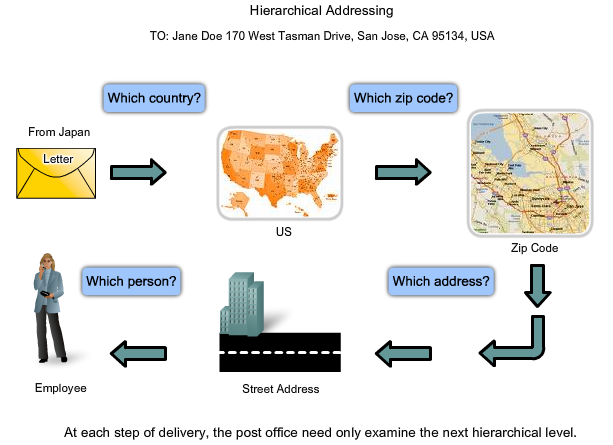 Hierarchical Addressing
TO: Jane Doe 170 West Tasman Drive, San Jose, CA 95134, USA
Which country?
Which zip code?
From Japan
Letter
US
Zip Code
Which person?
Which address?
Employee
Street Address
At each step of delivery, the post office need only examine the next hierarchical level.